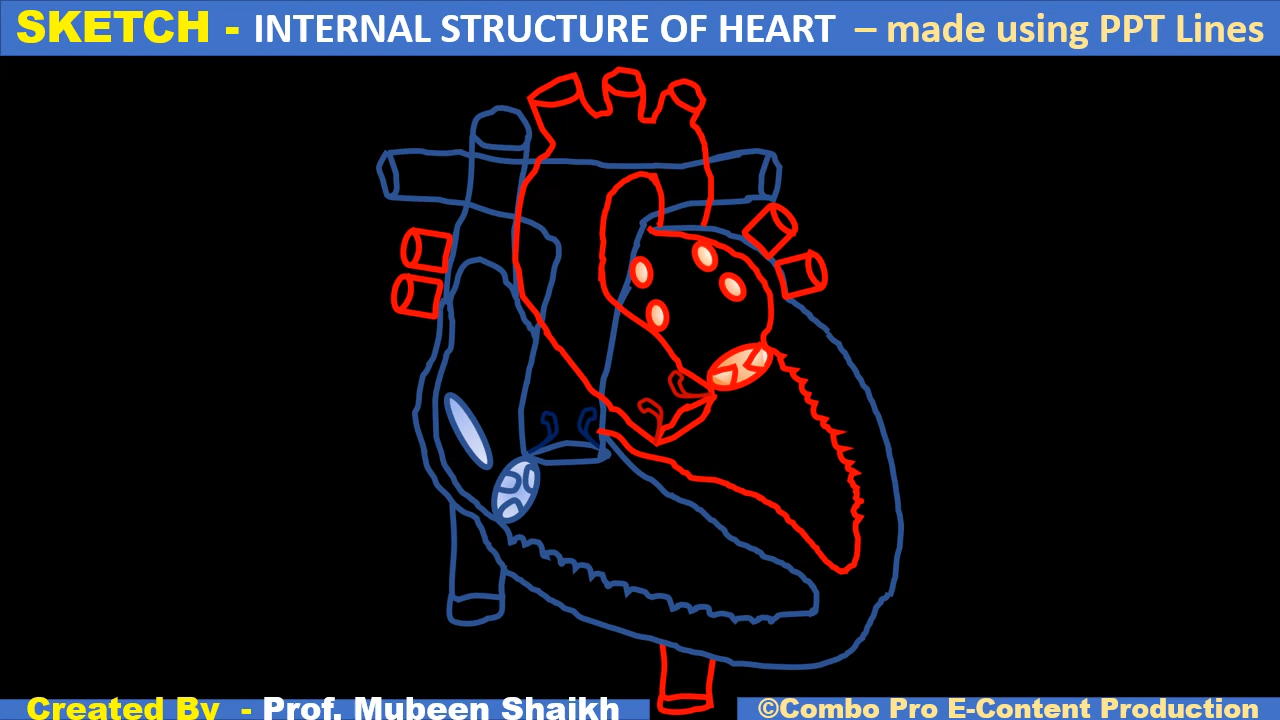 SKETCH - INTERNAL STRUCTURE OF HEART – made using PPT Lines
Created By - Prof. Mubeen Shaikh
©Combo Pro E-Content Production